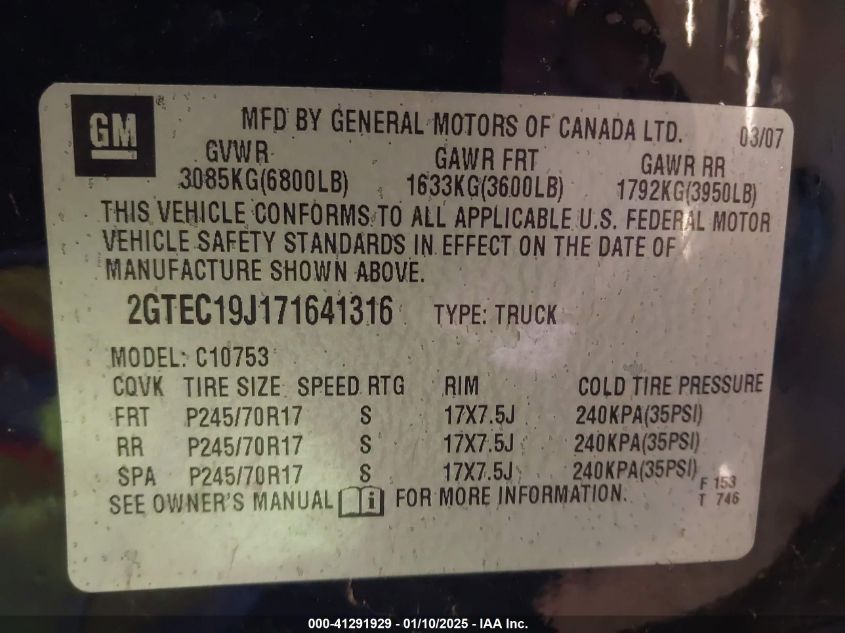 GM
MFD BY GENERAL MOTORS OF CANADA LTD. 03/07
GVWR GAWR FRT GAWR RR
3085KG(6800LB) 1633KG(3600LB) 1792KG(3950LB)
THIS VEHICLE CONFORMS TO ALL APPLICABLE U.S. FEDERAL MOTOR
VEHICLE SAFETY STANDARDS IN EFFECT ON THE DATE OF
MANUFACTURE SHOWN ABOVE.
2GTEC19J171641316 TYPE: TRUCK
MODEL: C10753
CQVK TIRE SIZE SPEED RTG RIM COLD TIRE PRESSURE
FRT P245/70R17 S 17X7.5J 240KPA(35PSI)
RR P245/70R17 S 17X7.5J 240KPA(35PSI)
SPA P245/70R17 S 17X7.5J 240KPA(35PSI)
F 153
SEE OWNER'S MANUAL i FOR MORE INFORMATION. T 746
000-41291929 - 01/10/2025 - IAA Inc.